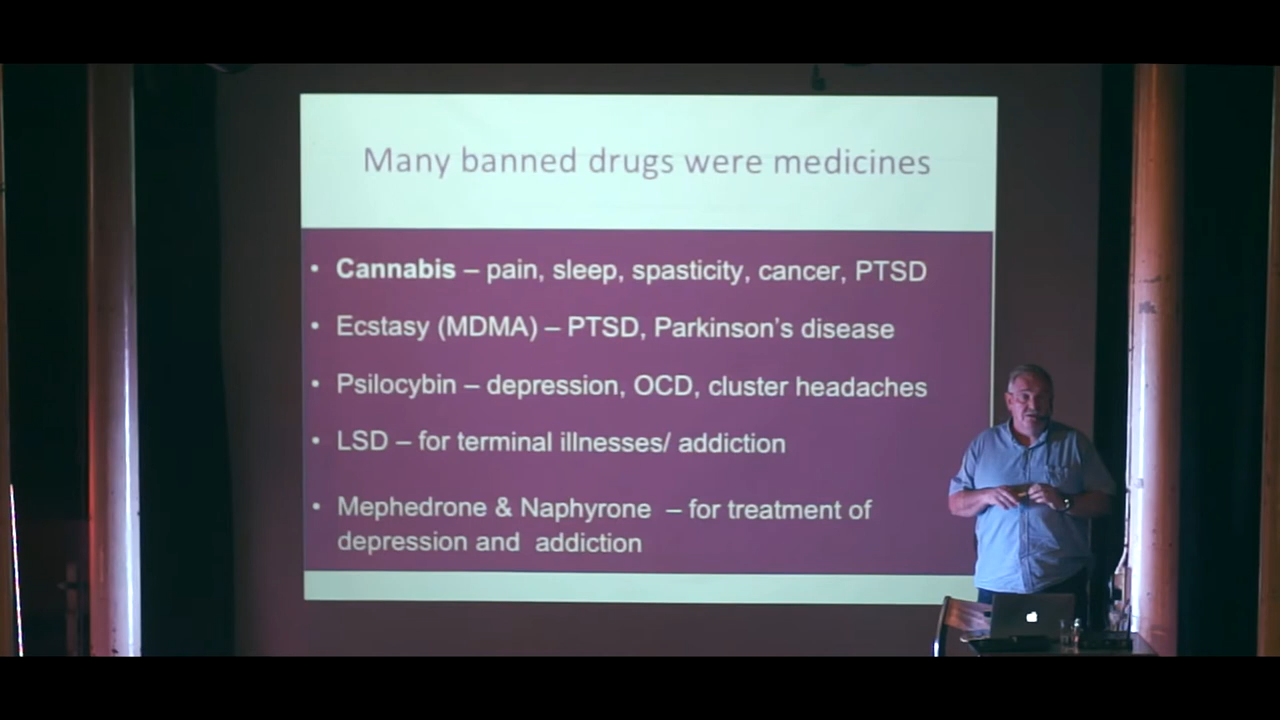 Many banned drugs were medicines
• Cannabis – pain, sleep, spasticity, cancer, PTSD
• Ecstasy (MDMA) – PTSD, Parkinson's disease
• Psilocybin – depression, OCD, cluster headaches
• LSD – for terminal illnesses/ addiction
• Mephedrone & Naphyrone – for treatment of
depression and addiction